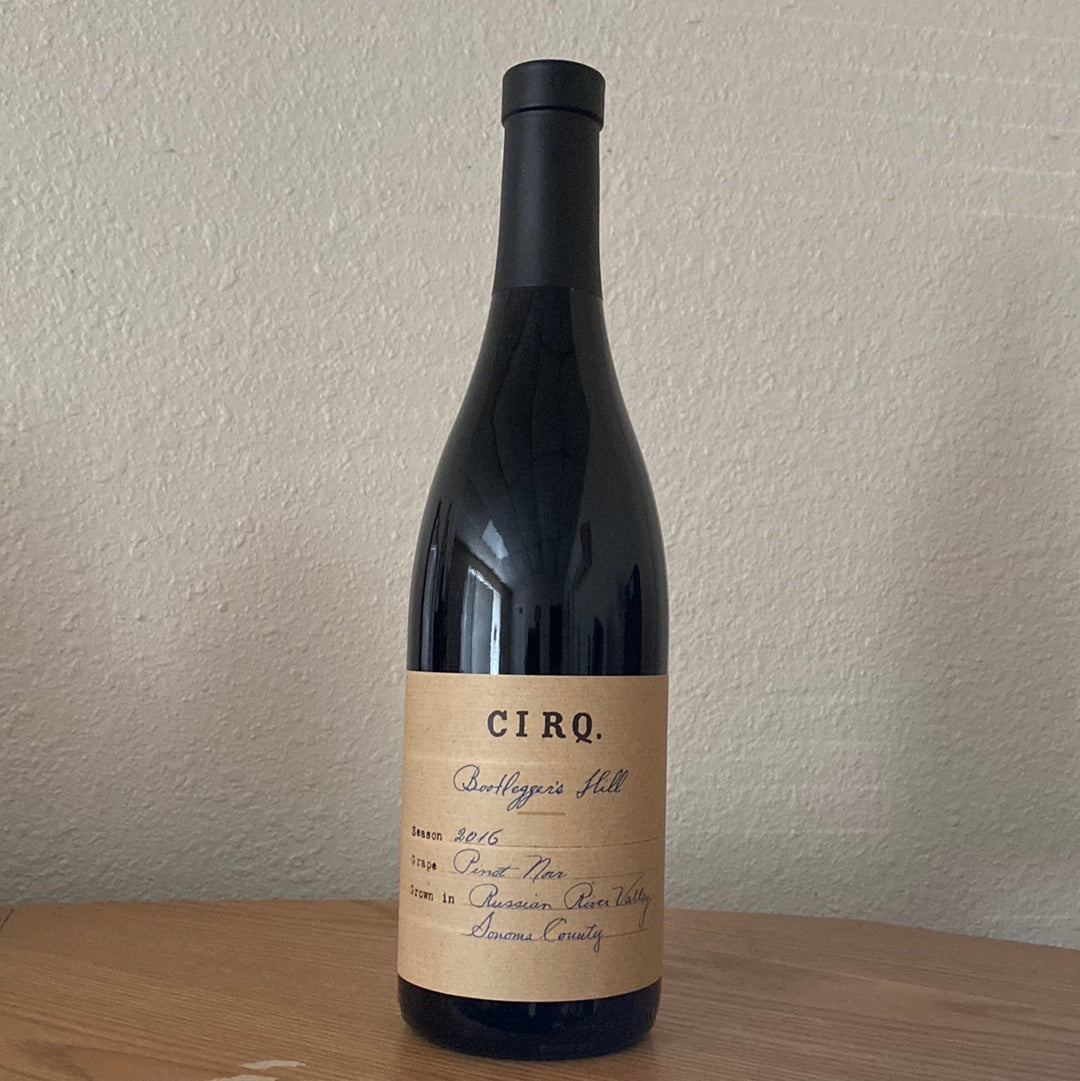 CIRQ.
Bootlegger's Hill
Season 2016
Grape Pinot Noir
Grown in Russian River Valley
Sonoma County